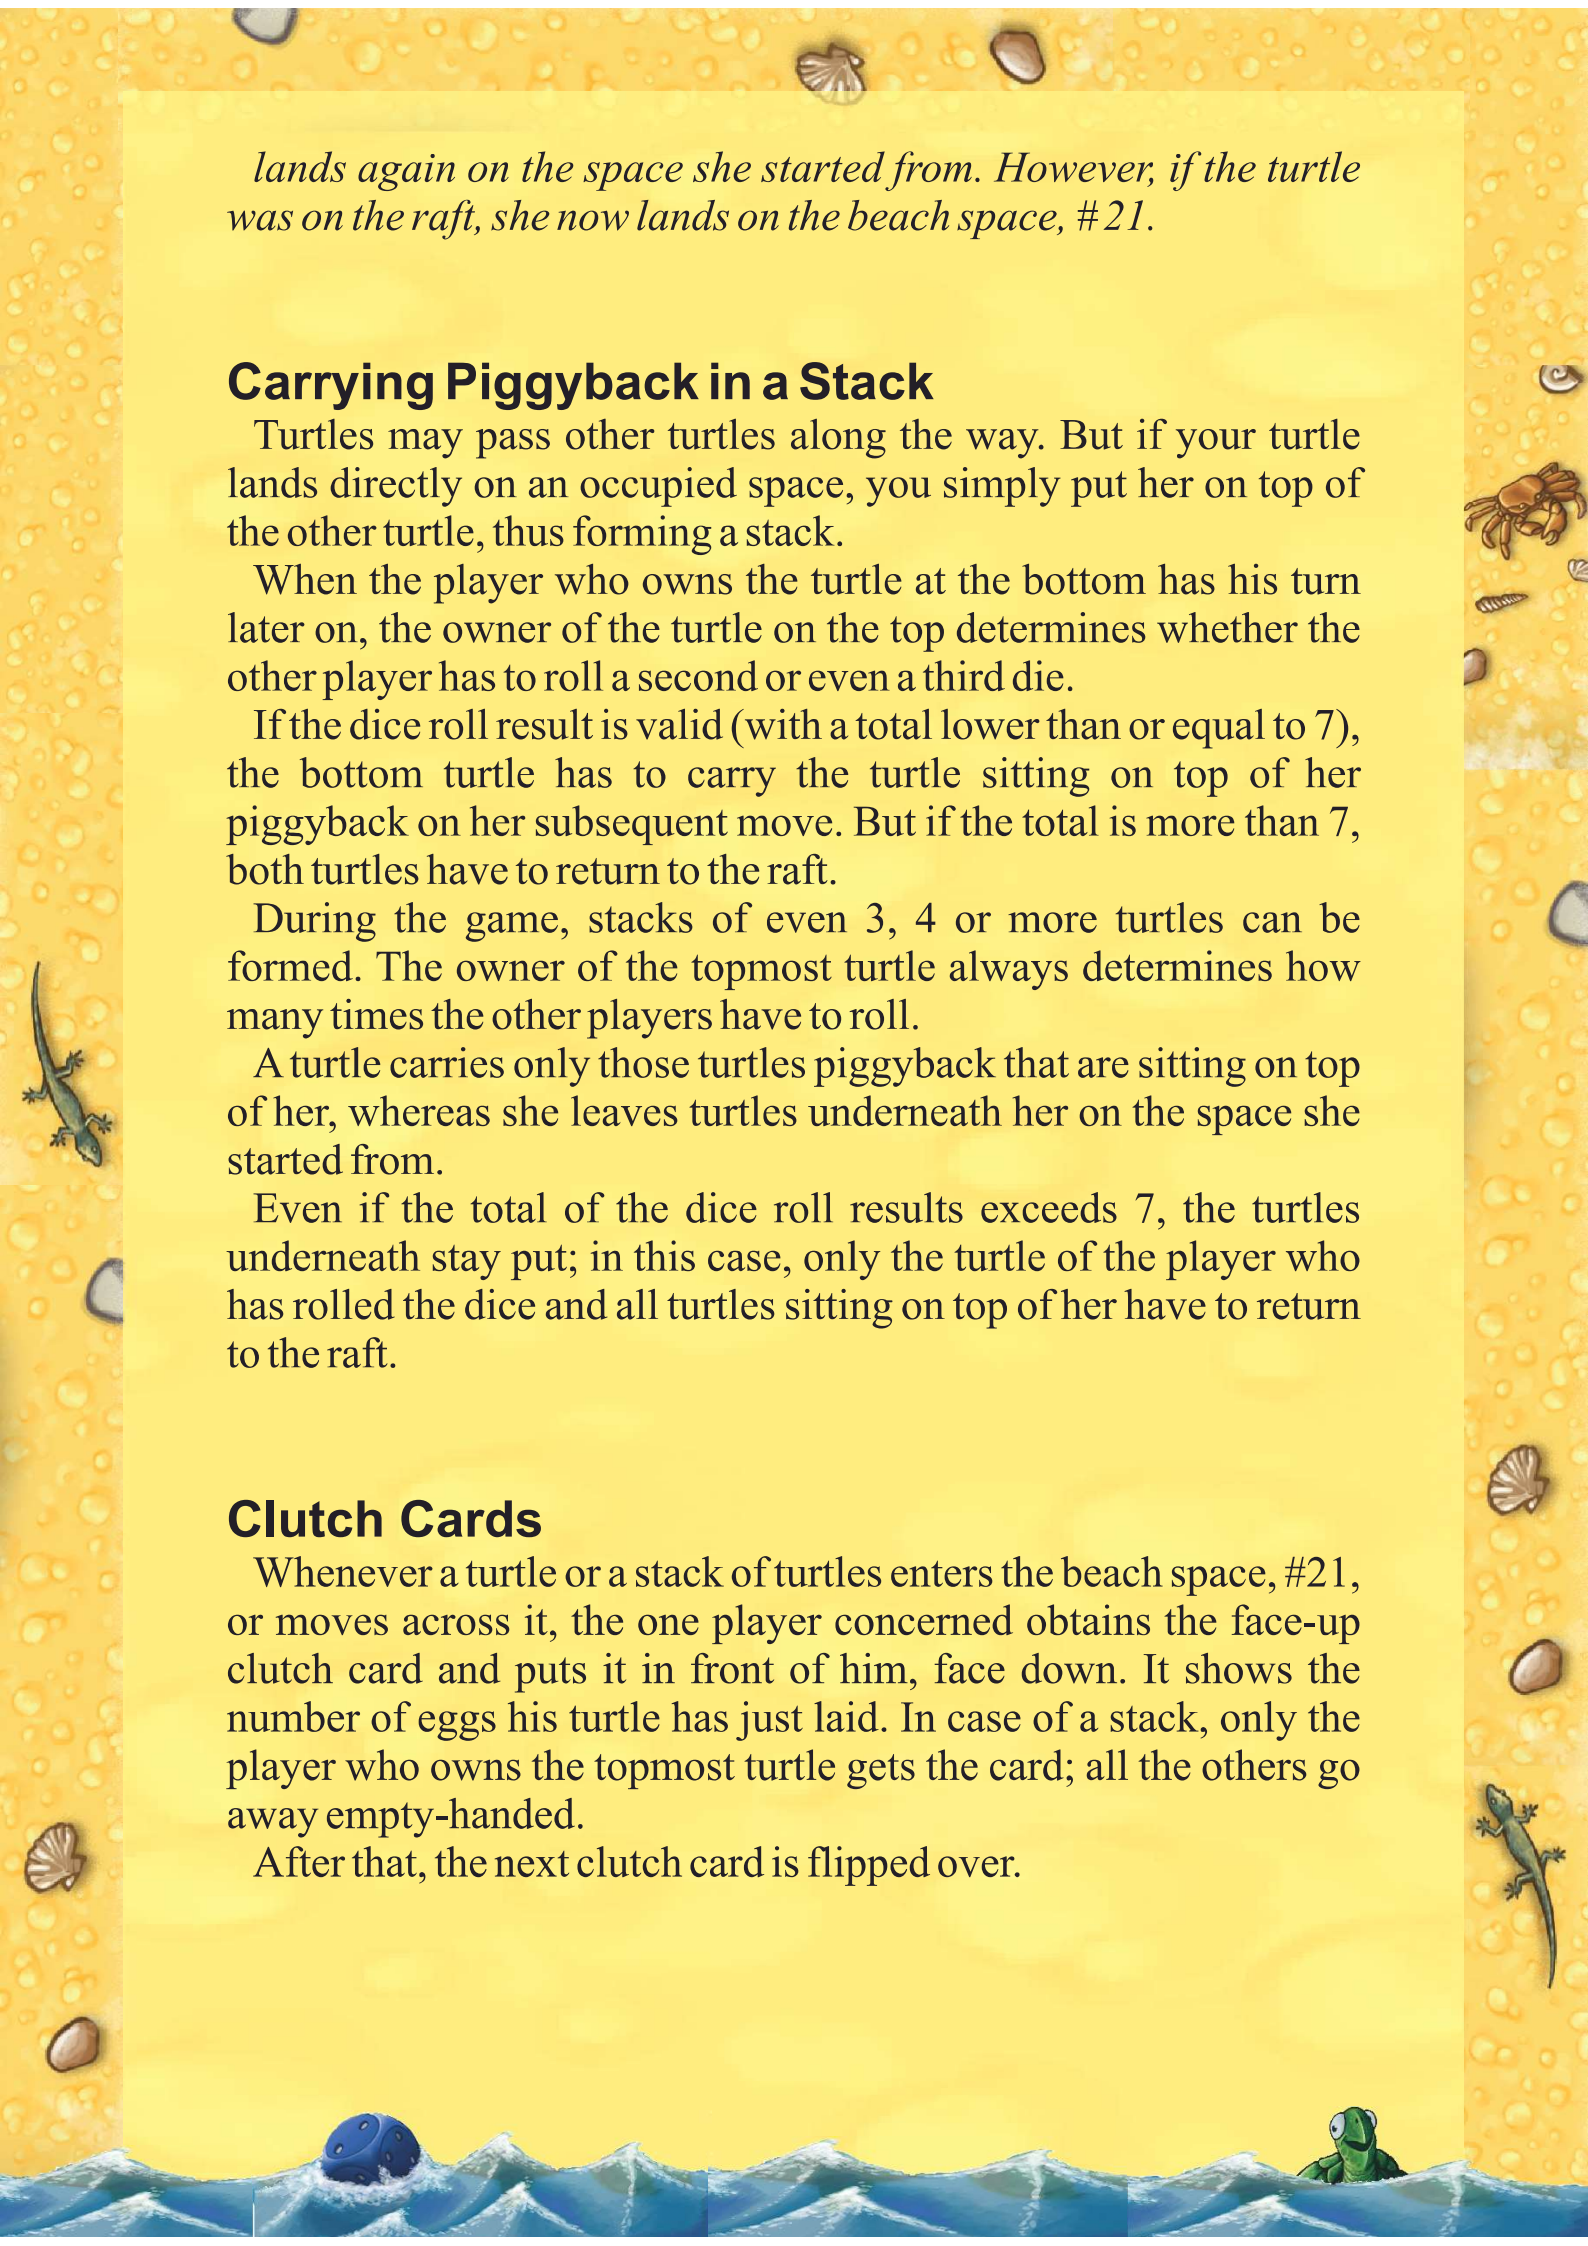 lands again on the space she started from. However, if the turtle
was on the raft, she now lands on the beach space, # 21.
Carrying Piggyback in a Stack
Turtles may pass other turtles along the way. But if your turtle
lands directly on an occupied space, you simply put her on top of
the other turtle, thus forming a stack.
When the player who owns the turtle at the bottom has his turn
later on, the owner of the turtle on the top determines whether the
other player has to roll a second or even a third die.
If the dice roll result is valid (with a total lower than or equal to 7),
the bottom turtle has to carry the turtle sitting on top of her
piggyback on her subsequent move. But if the total is more than 7,
both turtles have to return to the raft.
During the game, stacks of even 3, 4 or more turtles can be
formed. The owner of the topmost turtle always determines how
many times the other players have to roll.
A turtle carries only those turtles piggyback that are sitting on top
of her, whereas she leaves turtles underneath her on the space she
started from.
Even if the total of the dice roll results exceeds 7, the turtles
underneath stay put; in this case, only the turtle of the player who
has rolled the dice and all turtles sitting on top of her have to return
to the raft.
Clutch Cards
Whenever a turtle or a stack of turtles enters the beach space, #21,
or moves across it, the one player concerned obtains the face-up
clutch card and puts it in front of him, face down. It shows the
number of eggs his turtle has just laid. In case of a stack, only the
player who owns the topmost turtle gets the card; all the others go
away empty-handed.
After that, the next clutch card is flipped over.